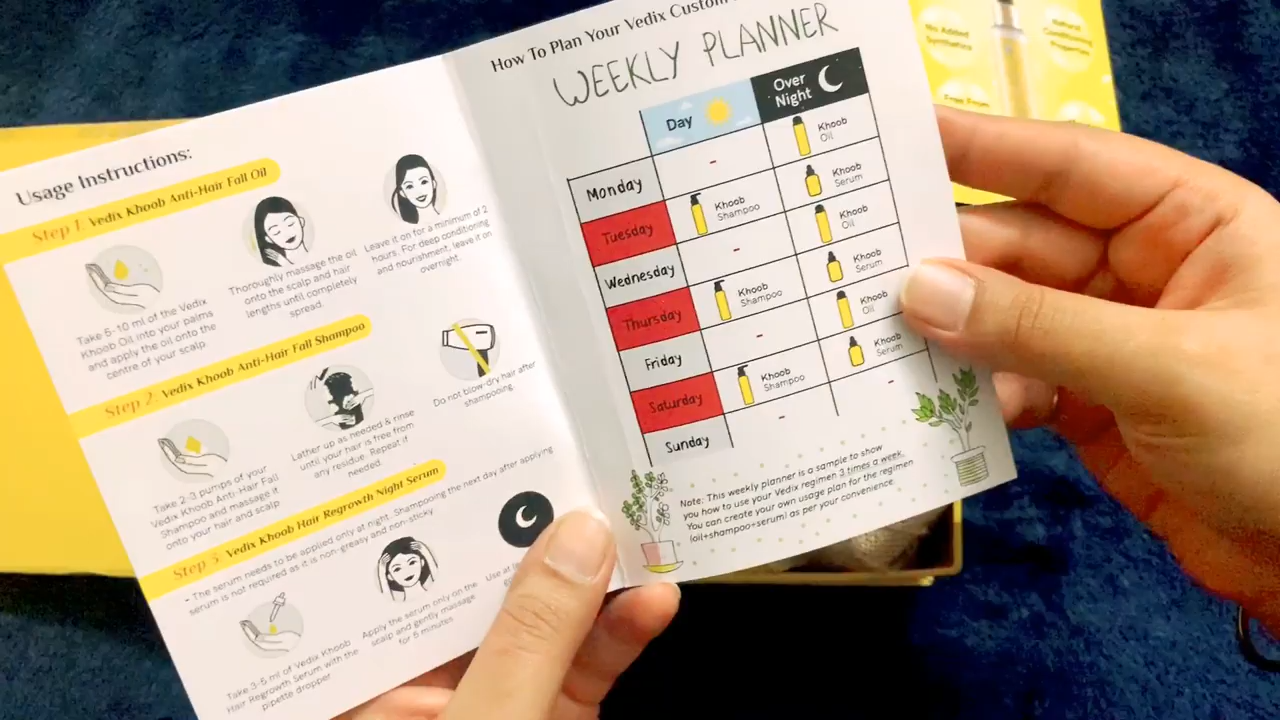 Usage Instructions:
Step 1. Vedix Khoob Anti-Hair Fall Oil
Take 5-10 ml of the Vedix
Khoob Oil into your palms
and apply the oil onto the
centre of your scalp.
Thoroughly massage the oil
onto the scalp and hair
lengths until completely
spread.
Leave it on for a minimum of 2
hours. For deep conditioning
and nourishment, leave it on
overnight.
Step 2. Vedix Khoob Anti-Hair Fall Shampoo
Take 2-3 pumps of your
Vedix Khoob Anti-Hair Fall
Shampoo and massage it
onto your hair and scalp
Lather up as needed & rinse
until your hair is free from
any residue. Repeat if
needed.
Do not blow-dry hair after
shampooing.
Step 3. Vedix Khoob Hair Regrowth Night Serum
- The serum needs to be applied only at night. Shampooing the next day after applying
serum is not required as it is non-greasy and non-sticky
Take 3-5 ml of Vedix Khoob
Hair Regrowth Serum with the
pipette dropper
Apply the serum only on the
scalp and gently massage
for 5 minutes.
Use at
How To Plan Your Vedix Custom
WEEKLY PLANNER
Day
Over
Night
Monday
-
Khoob
Oil
Tuesday
Khoob
Shampoo
Khoob
Serum
Wednesday
-
Khoob
Oil
Thursday
Khoob
Shampoo
Khoob
Serum
Friday
-
Khoob
Oil
Saturday
Khoob
Shampoo
Khoob
Serum
Sunday
-
-
Note: This weekly planner is a sample to show
you how to use your Vedix regimen 3 times a week.
You can create your own usage plan for the regimen
(oil+shampoo+serum) as per your convenience.
No Added
Synthetics
Natural
Conditioning
Properties
Free From